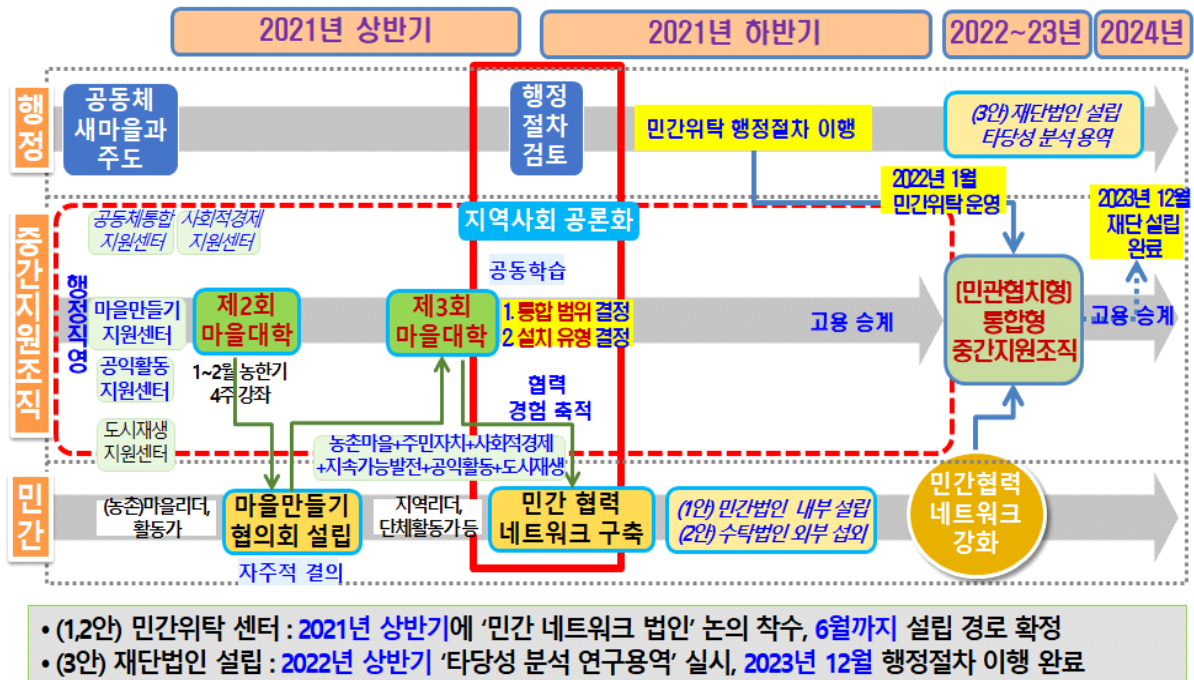 2021년 상반기
2021년 하반기
2022~23년
2024년
행정
공동체
새마을과
주도
행정
절차
검토
민간위탁 행정절차 이행
(3안) 재단법인 설립
타당성 분석 용역
2022년 1월
민간위탁 운영
2023년 12월
재단 설립
완료
중간지원조직
행정직영
공동체통합
지원센터
사회적경제
지원센터
마을만들기
지원센터
공익활동
지원센터
도시재생
지원센터
제2회
마을대학
1~2월 농한기
4주 강좌
지역사회 공론화
공동학습
제3회
마을대학
1. 통합 범위 결정
2. 설치 유형 결정
협력
경험 축적
고용 승계
(민관협치형)
통합형
중간지원조직
고용 승계
농촌마을+주민자치+사회적경제
+지속가능발전+공익활동+도시재생
민간
(농촌)마을리더,
활동가
마을만들기
협의회 설립
자주적 결의
지역리더,
단체활동가 등
민간 협력
네트워크 구축
(1안) 민간법인 내부 설립
(2안) 수탁법인 외부 섭외
민간협력
네트워크
강화
• (1,2안) 민간위탁 센터 : 2021년 상반기에 ‘민간 네트워크 법인’ 논의 착수, 6월까지 설립 경로 확정
• (3안) 재단법인 설립 : 2022년 상반기 ‘타당성 분석 연구용역’ 실시, 2023년 12월 행정절차 이행 완료